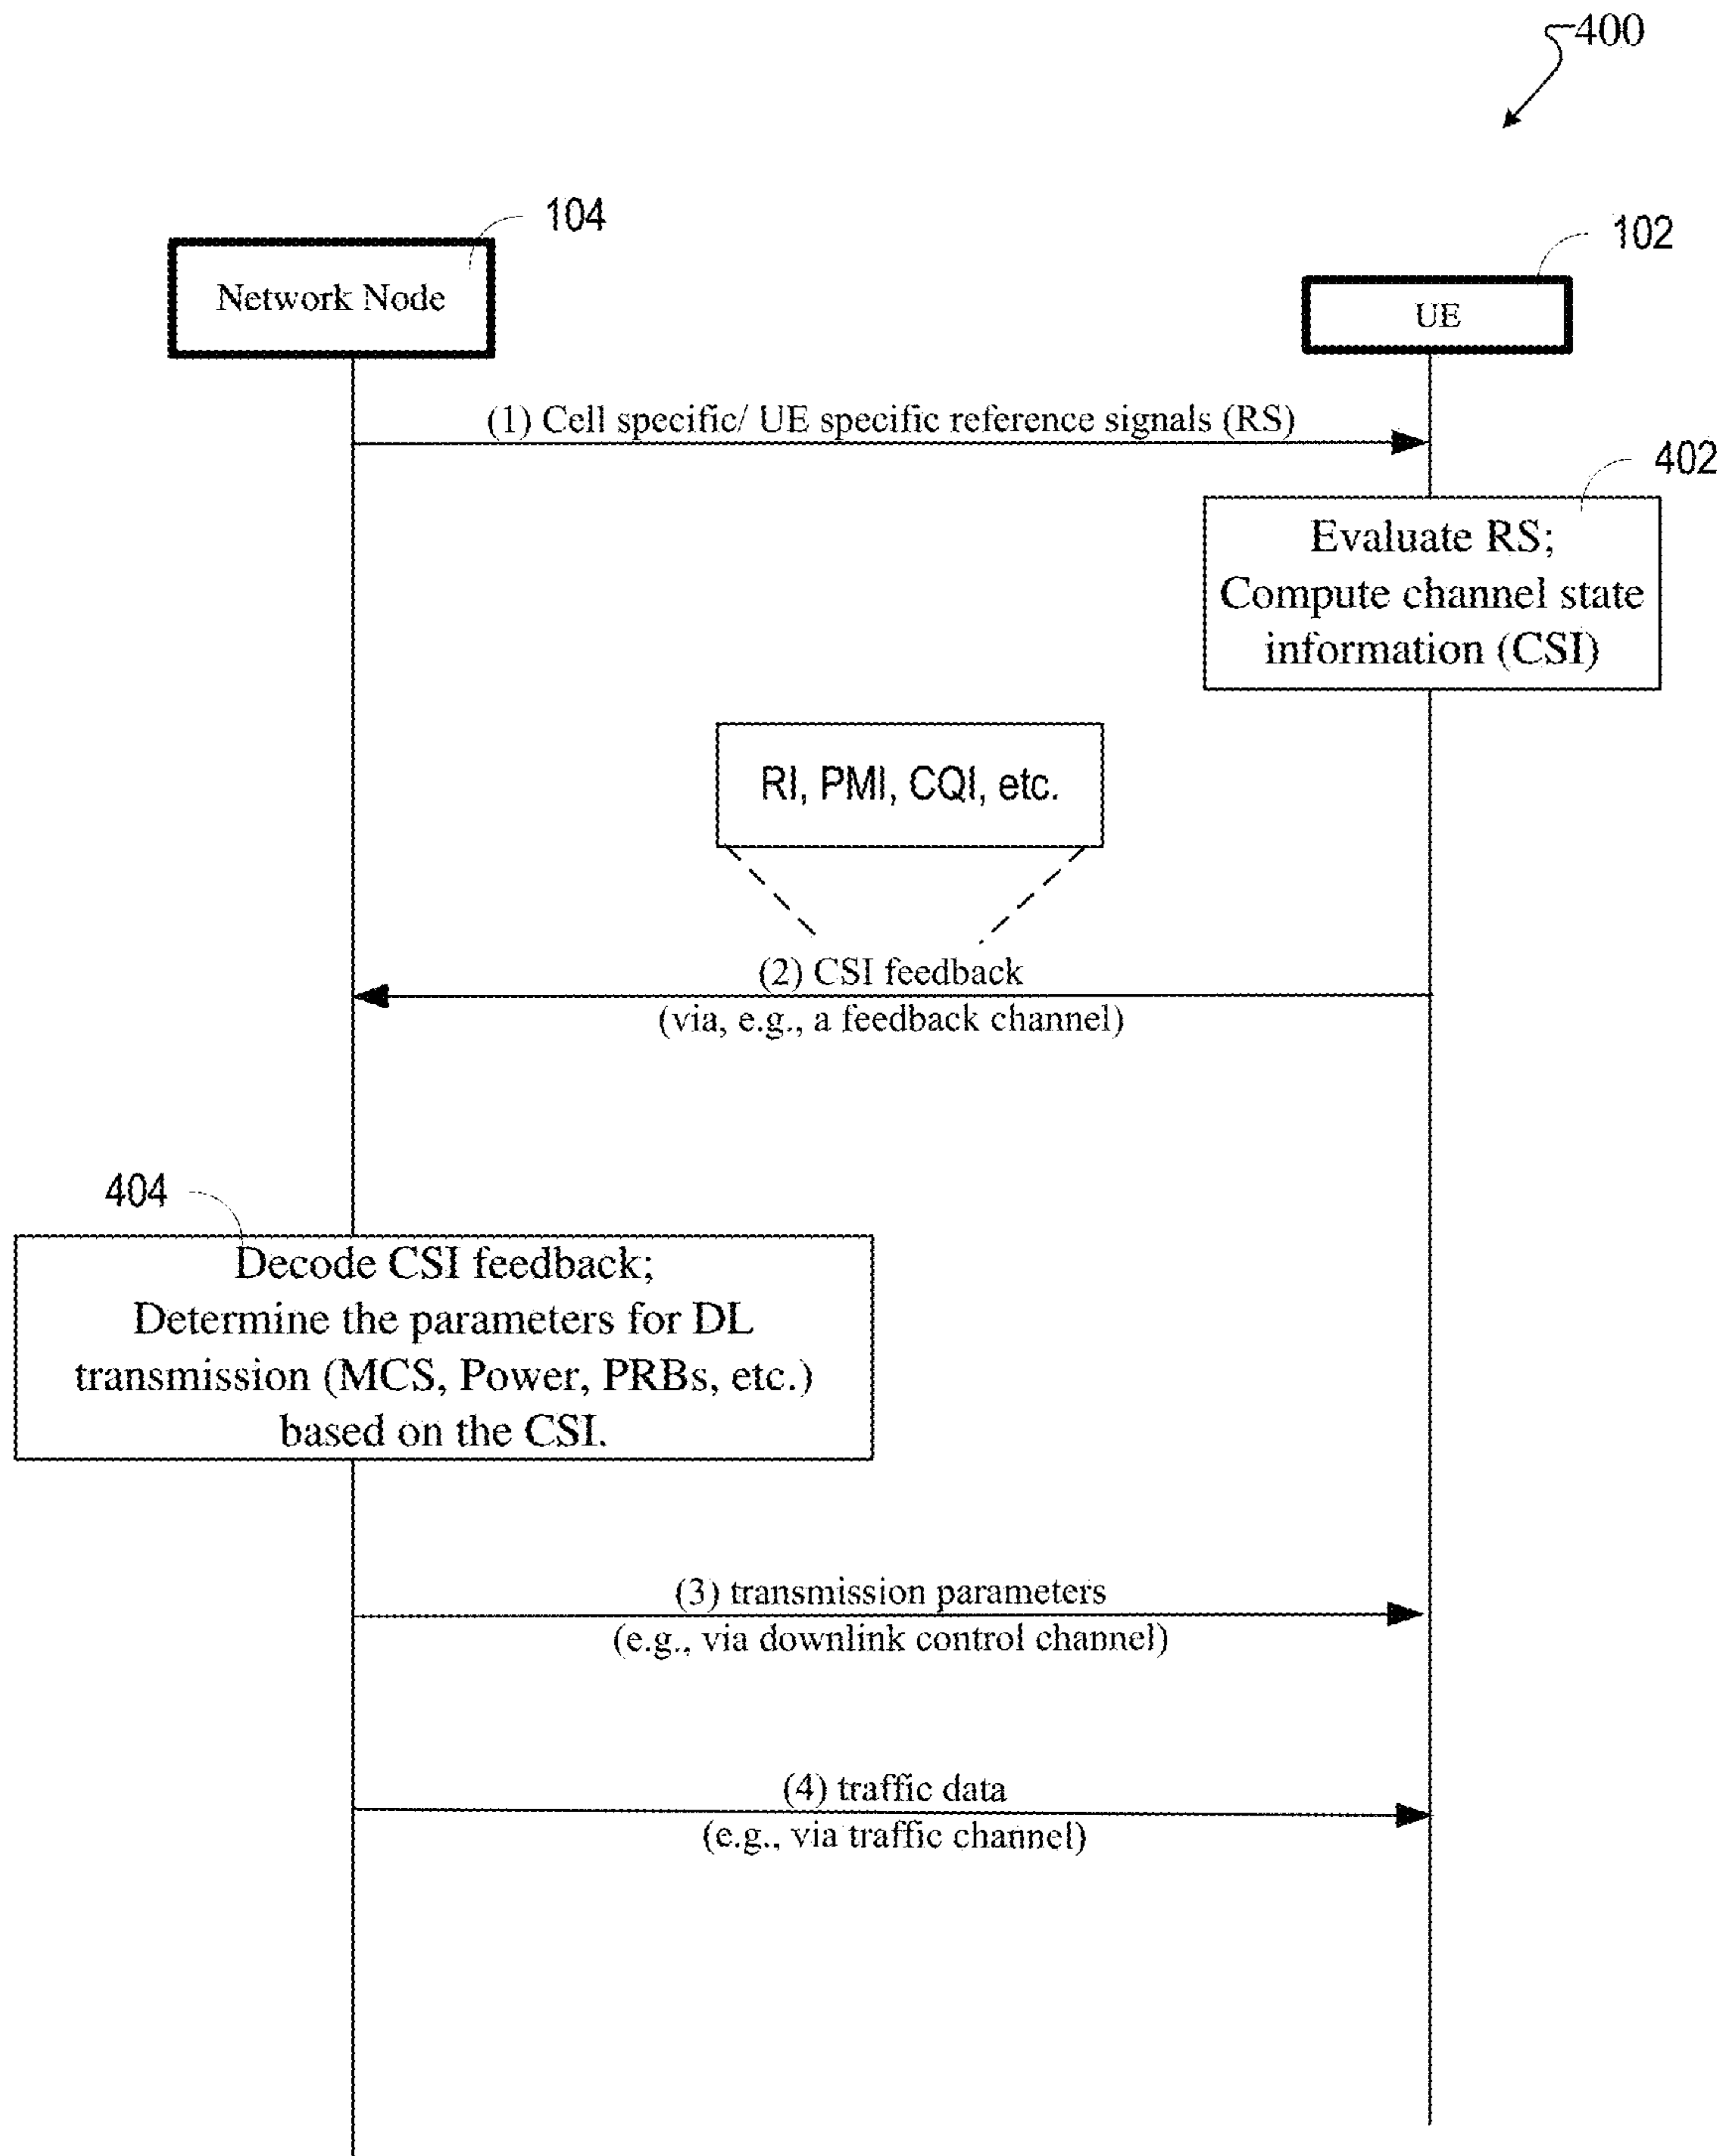 400
104
102
Network Node
UE
(1) Cell specific/ UE specific reference signals (RS)
402
Evaluate RS;
Compute channel state
information (CSI)
RI, PMI, CQI, etc.
(2) CSI feedback
(via, e.g., a feedback channel)
404
Decode CSI feedback;
Determine the parameters for DL
transmission (MCS, Power, PRBs, etc.)
based on the CSI.
(3) transmission parameters
(e.g., via downlink control channel)
(4) traffic data
(e.g., via traffic channel)